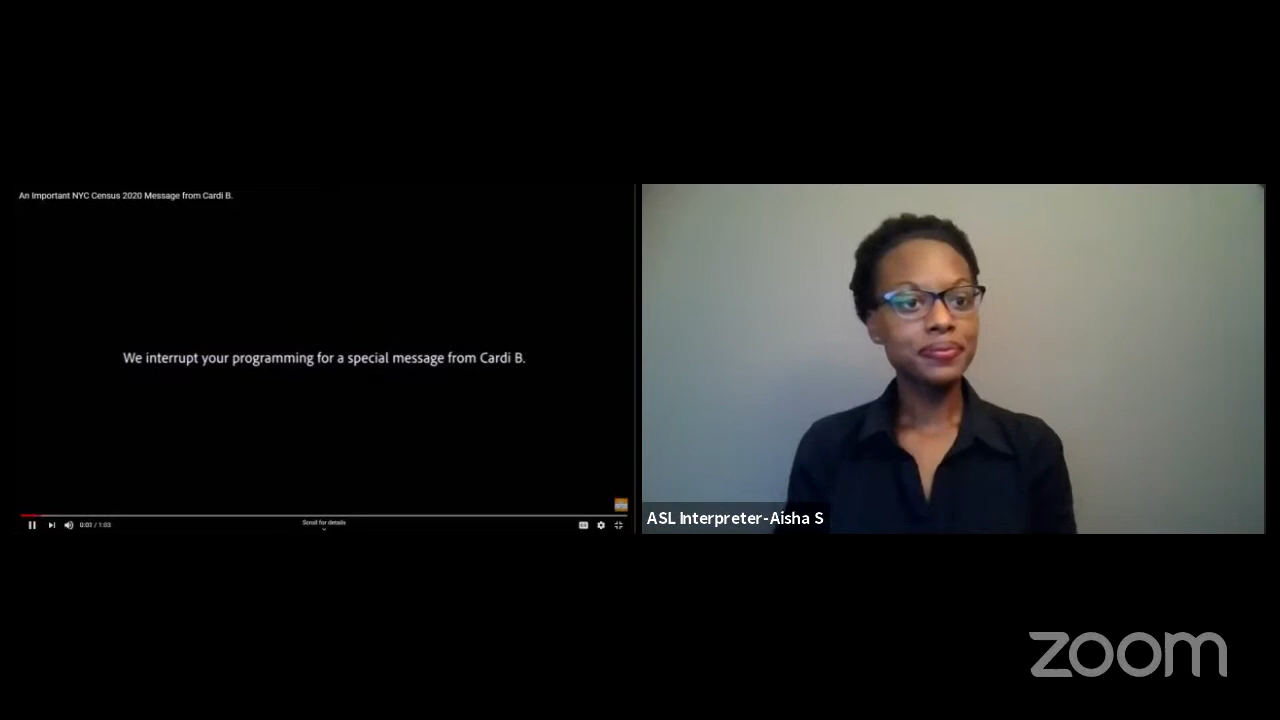 An Important NYC Census 2020 Message from Cardi B.
We interrupt your programming for a special message from Cardi B.
0:03 / 1:03
Scroll for details
ASL Interpreter-Aisha S
zoom